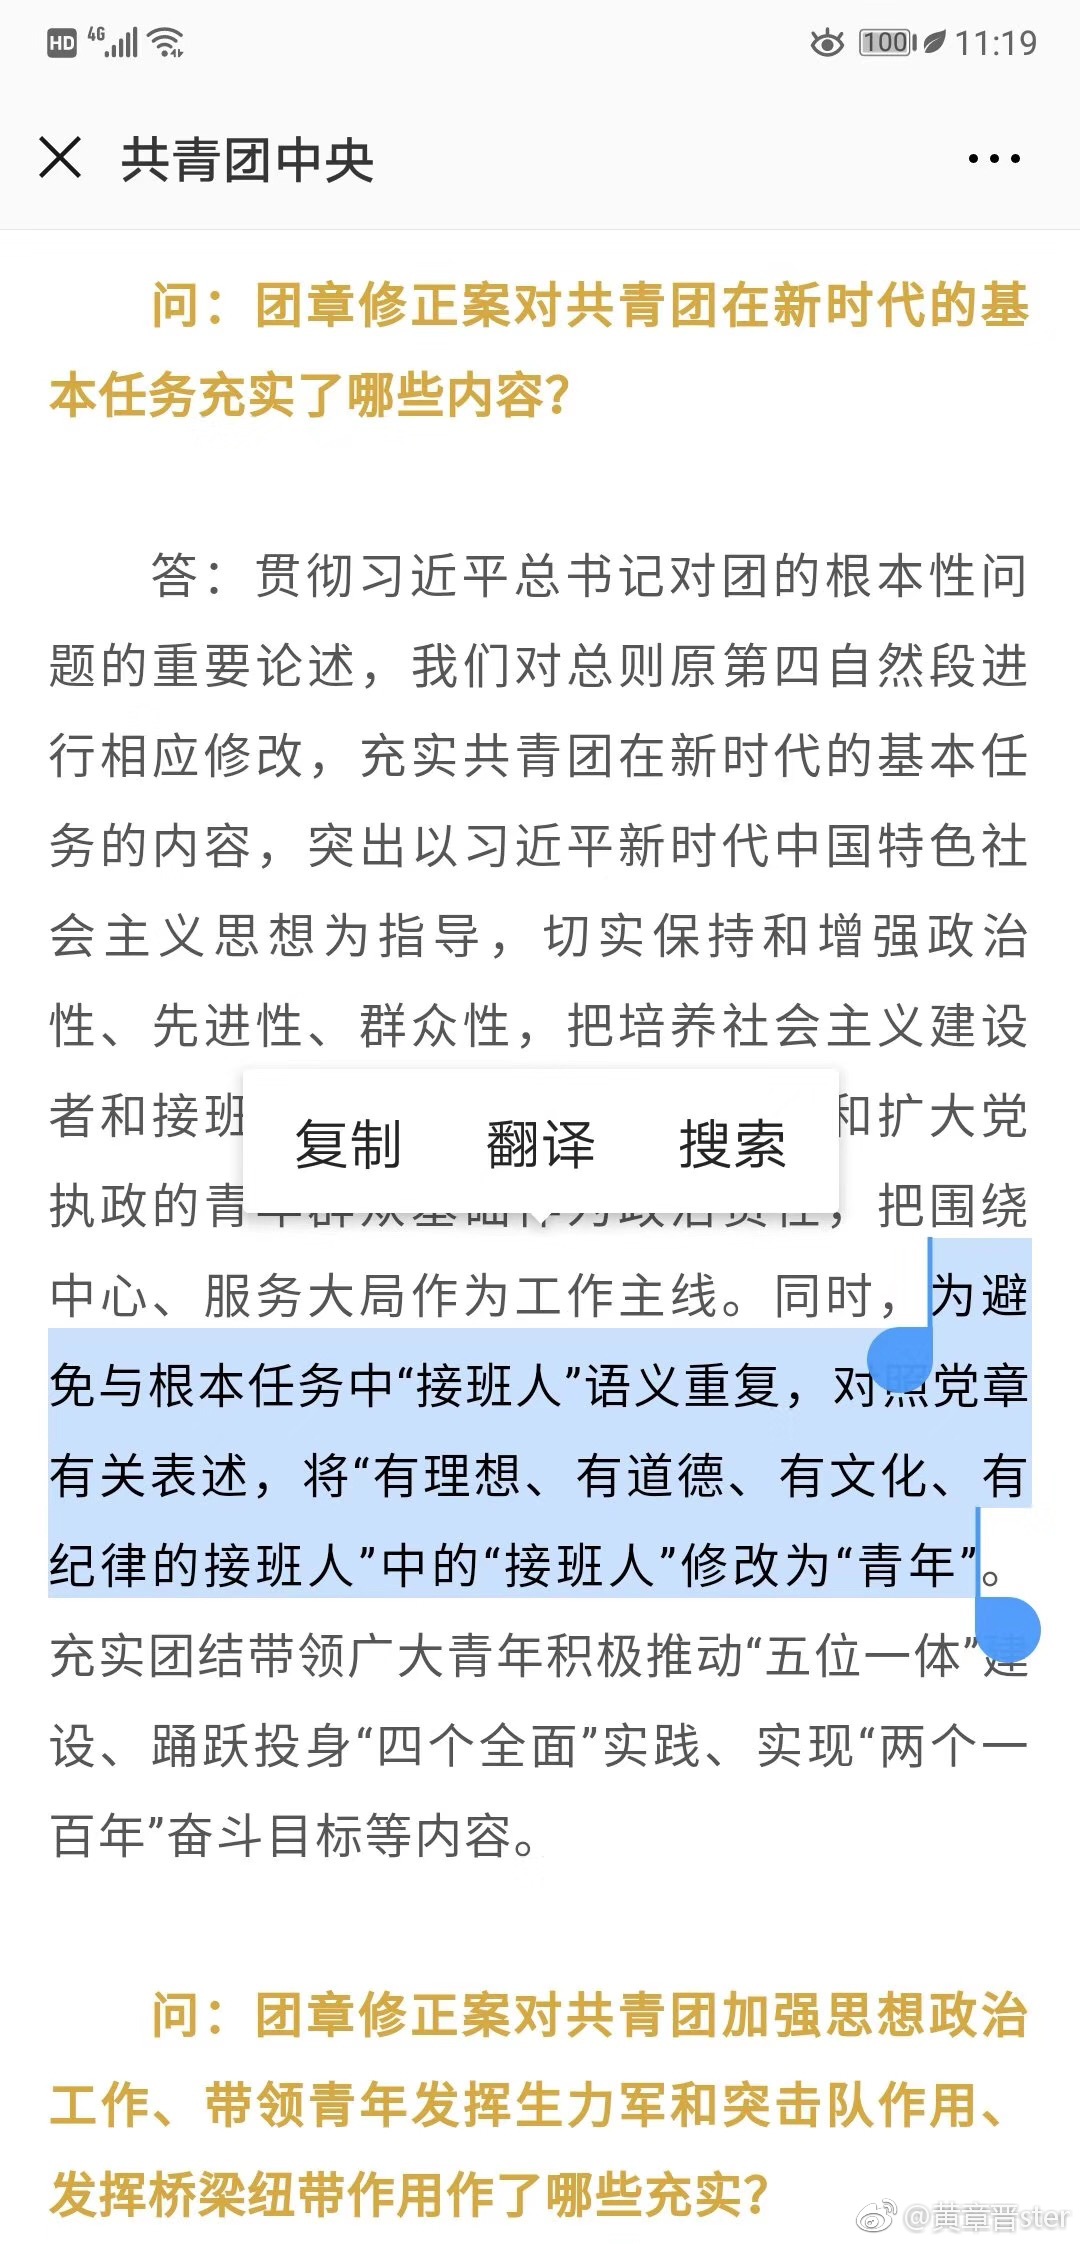 HD 4G 100 11:19
共青团中央
问：团章修正案对共青团在新时代的基
本任务充实了哪些内容？
答：贯彻习近平总书记对团的根本性问
题的重要论述，我们对总则原第四自然段进
行相应修改，充实共青团在新时代的基本任
务的内容，突出以习近平新时代中国特色社
会主义思想为指导，切实保持和增强政治
性、先进性、群众性，把培养社会主义建设
者和接班 和扩大党
复制 翻译 搜索
执政的青年群众基础作为政治责任，把围绕
中心、服务大局作为工作主线。同时，为避
免与根本任务中“接班人”语义重复，对照党章
有关表述，将“有理想、有道德、有文化、有
纪律的接班人”中的“接班人”修改为“青年”。
充实团结带领广大青年积极推动“五位一体”建
设、踊跃投身“四个全面”实践、实现“两个一
百年”奋斗目标等内容。
问：团章修正案对共青团加强思想政治
工作、带领青年发挥生力军和突击队作用、
发挥桥梁纽带作用作了哪些充实？
@黄章晋ster